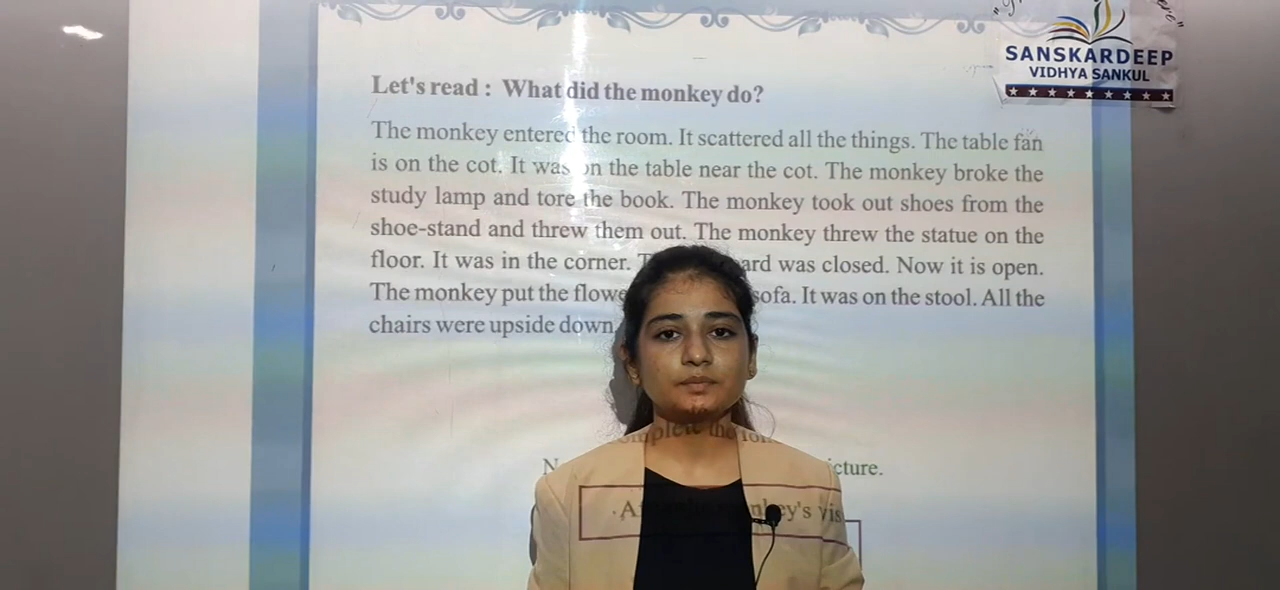 SANSKARDEEP
VIDHYA SANKUL
Let's read : What did the monkey do?
The monkey entered the room. It scattered all the things. The table fan
is on the cot. It was on the table near the cot. The monkey broke the
study lamp and tore the book. The monkey took out shoes from the
shoe-stand and threw them out. The monkey threw the statue on the
floor. It was in the corner. was closed. Now it is open.
The monkey put the sofa. It was on the stool. All the
chairs were upside down
the